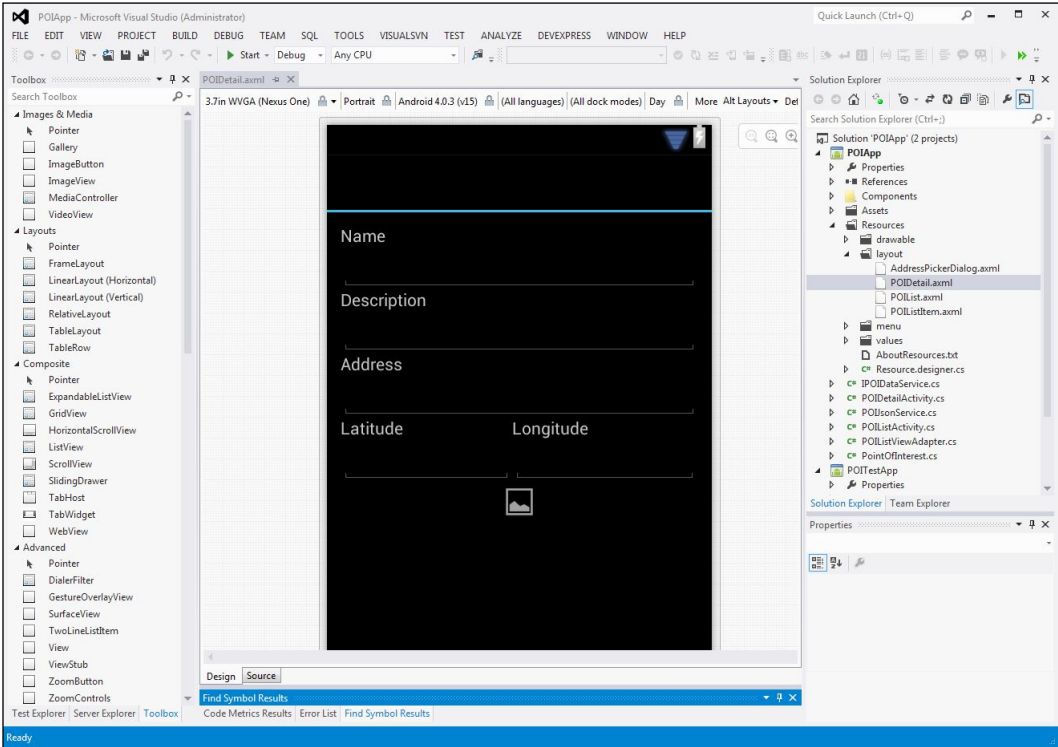 POIApp - Microsoft Visual Studio (Administrator)
Quick Launch (Ctrl+Q)
FILE EDIT VIEW PROJECT BUILD DEBUG TEAM SQL TOOLS VISUALSVN TEST ANALYZE DEVEXPRESS WINDOW HELP
Start Debug Any CPU
Toolbox
Search Toolbox
Images & Media
Pointer
Gallery
ImageButton
ImageView
MediaController
VideoView
Layouts
Pointer
FrameLayout
LinearLayout (Horizontal)
LinearLayout (Vertical)
RelativeLayout
TableLayout
TableRow
Composite
Pointer
ExpandableListView
GridView
HorizontalScrollView
ListView
ScrollView
SlidingDrawer
TabHost
TabWidget
WebView
Advanced
Pointer
DialerFilter
GestureOverlayView
SurfaceView
TwoLineListItem
View
ViewStub
ZoomButton
ZoomControls
Test Explorer Server Explorer Toolbox
POIDetail.axml
3.7in WVGA (Nexus One) Portrait Android 4.0.3 (v15) (All languages) (All dock modes) Day More Alt Layouts Def
Name
Description
Address
Latitude Longitude
Design Source
Find Symbol Results
Code Metrics Results Error List Find Symbol Results
Solution Explorer
Search Solution Explorer (Ctrl+;)
Solution 'POIApp' (2 projects)
POIApp
Properties
References
Components
Assets
Resources
drawable
layout
AddressPickerDialog.axml
POIDetail.axml
POIList.axml
POIListItem.axml
menu
values
AboutResources.txt
C# Resource.designer.cs
C# IPOIDataService.cs
C# POIDetailActivity.cs
C# POIJsonService.cs
C# POIListActivity.cs
C# POIListViewAdapter.cs
C# PointOfInterest.cs
POITestApp
Properties
Solution Explorer Team Explorer
Properties
Ready